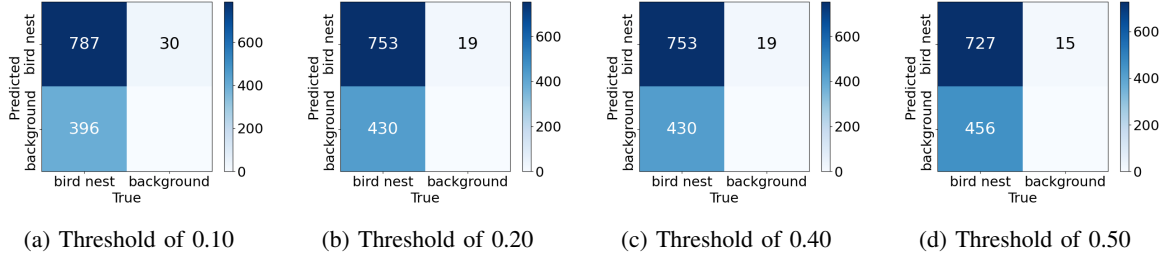 Predicted
bird nest
background
787
30
396
600
400
200
0
bird nest
background
True
(a) Threshold of 0.10
Predicted
bird nest
background
753
19
430
600
400
200
0
bird nest
background
True
(b) Threshold of 0.20
Predicted
bird nest
background
753
19
430
600
400
200
0
bird nest
background
True
(c) Threshold of 0.40
Predicted
bird nest
background
727
15
456
600
400
200
0
bird nest
background
True
(d) Threshold of 0.50